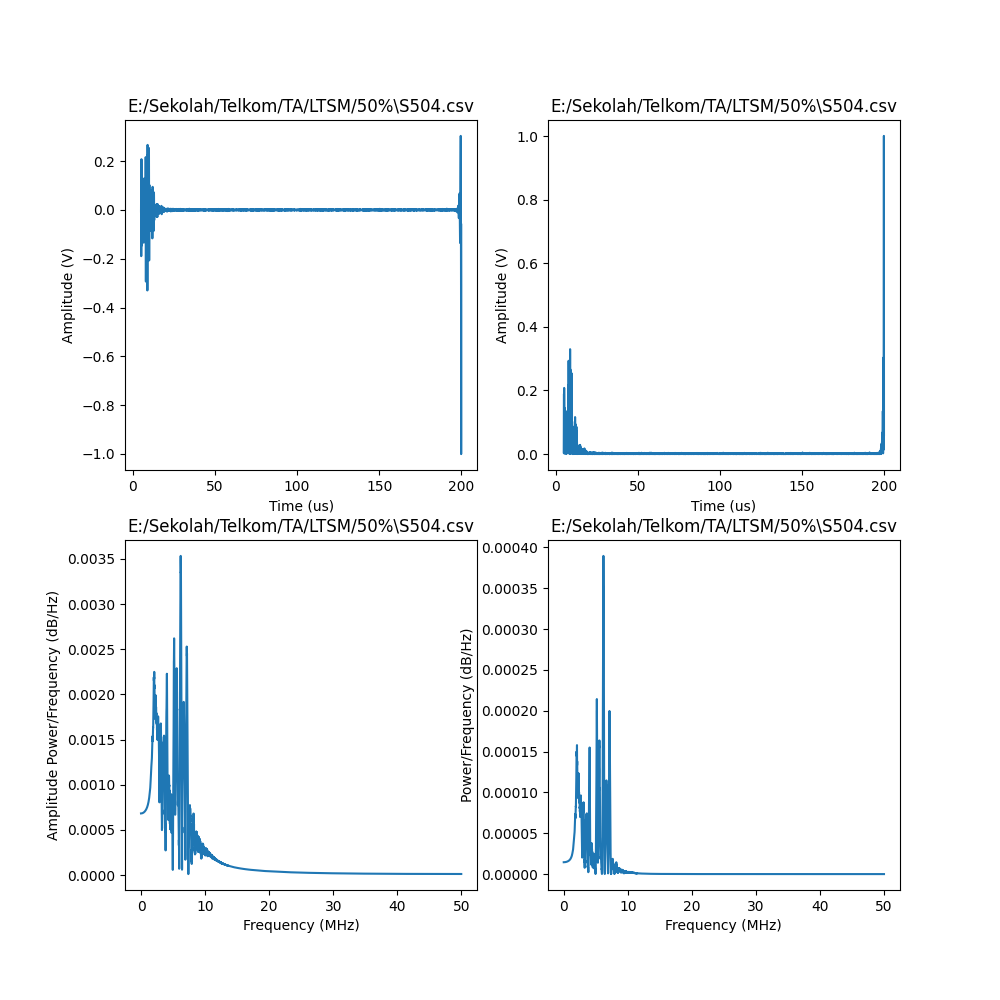 E:/Sekolah/Telkom/TA/LTSM/50%\S504.csv
Amplitude (V)
0.2
0.0
−0.2
−0.4
−0.6
−0.8
−1.0
0 50 100 150 200
Time (us)
E:/Sekolah/Telkom/TA/LTSM/50%\S504.csv
Amplitude (V)
1.0
0.8
0.6
0.4
0.2
0.0
0 50 100 150 200
Time (us)
E:/Sekolah/Telkom/TA/LTSM/50%\S504.csv
Amplitude Power/Frequency (dB/Hz)
0.0035
0.0030
0.0025
0.0020
0.0015
0.0010
0.0005
0.0000
0 10 20 30 40 50
Frequency (MHz)
E:/Sekolah/Telkom/TA/LTSM/50%\S504.csv
Power/Frequency (dB/Hz)
0.00040
0.00035
0.00030
0.00025
0.00020
0.00015
0.00010
0.00005
0.00000
0 10 20 30 40 50
Frequency (MHz)